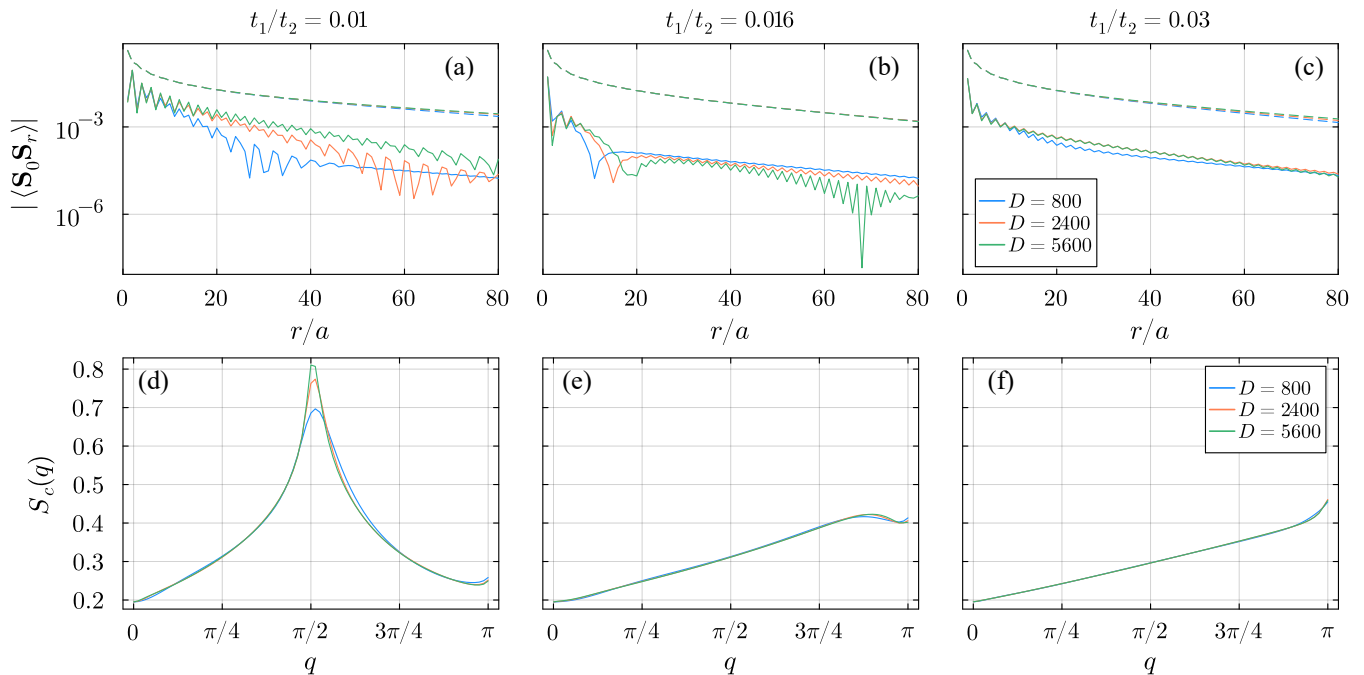 t₁/t₂ = 0.01
t₁/t₂ = 0.016
t₁/t₂ = 0.03
(a)
(b)
(c)
|⟨S₀Sᵣ⟩|
10⁻³
10⁻⁶
D = 800
D = 2400
D = 5600
0 20 40 60 80
0 20 40 60 80
0 20 40 60 80
r/a
r/a
r/a
(d)
(e)
(f)
S_c(q)
0.8
0.7
0.6
0.5
0.4
0.3
0.2
D = 800
D = 2400
D = 5600
0 π/4 π/2 3π/4 π
0 π/4 π/2 3π/4 π
0 π/4 π/2 3π/4 π
q
q
q